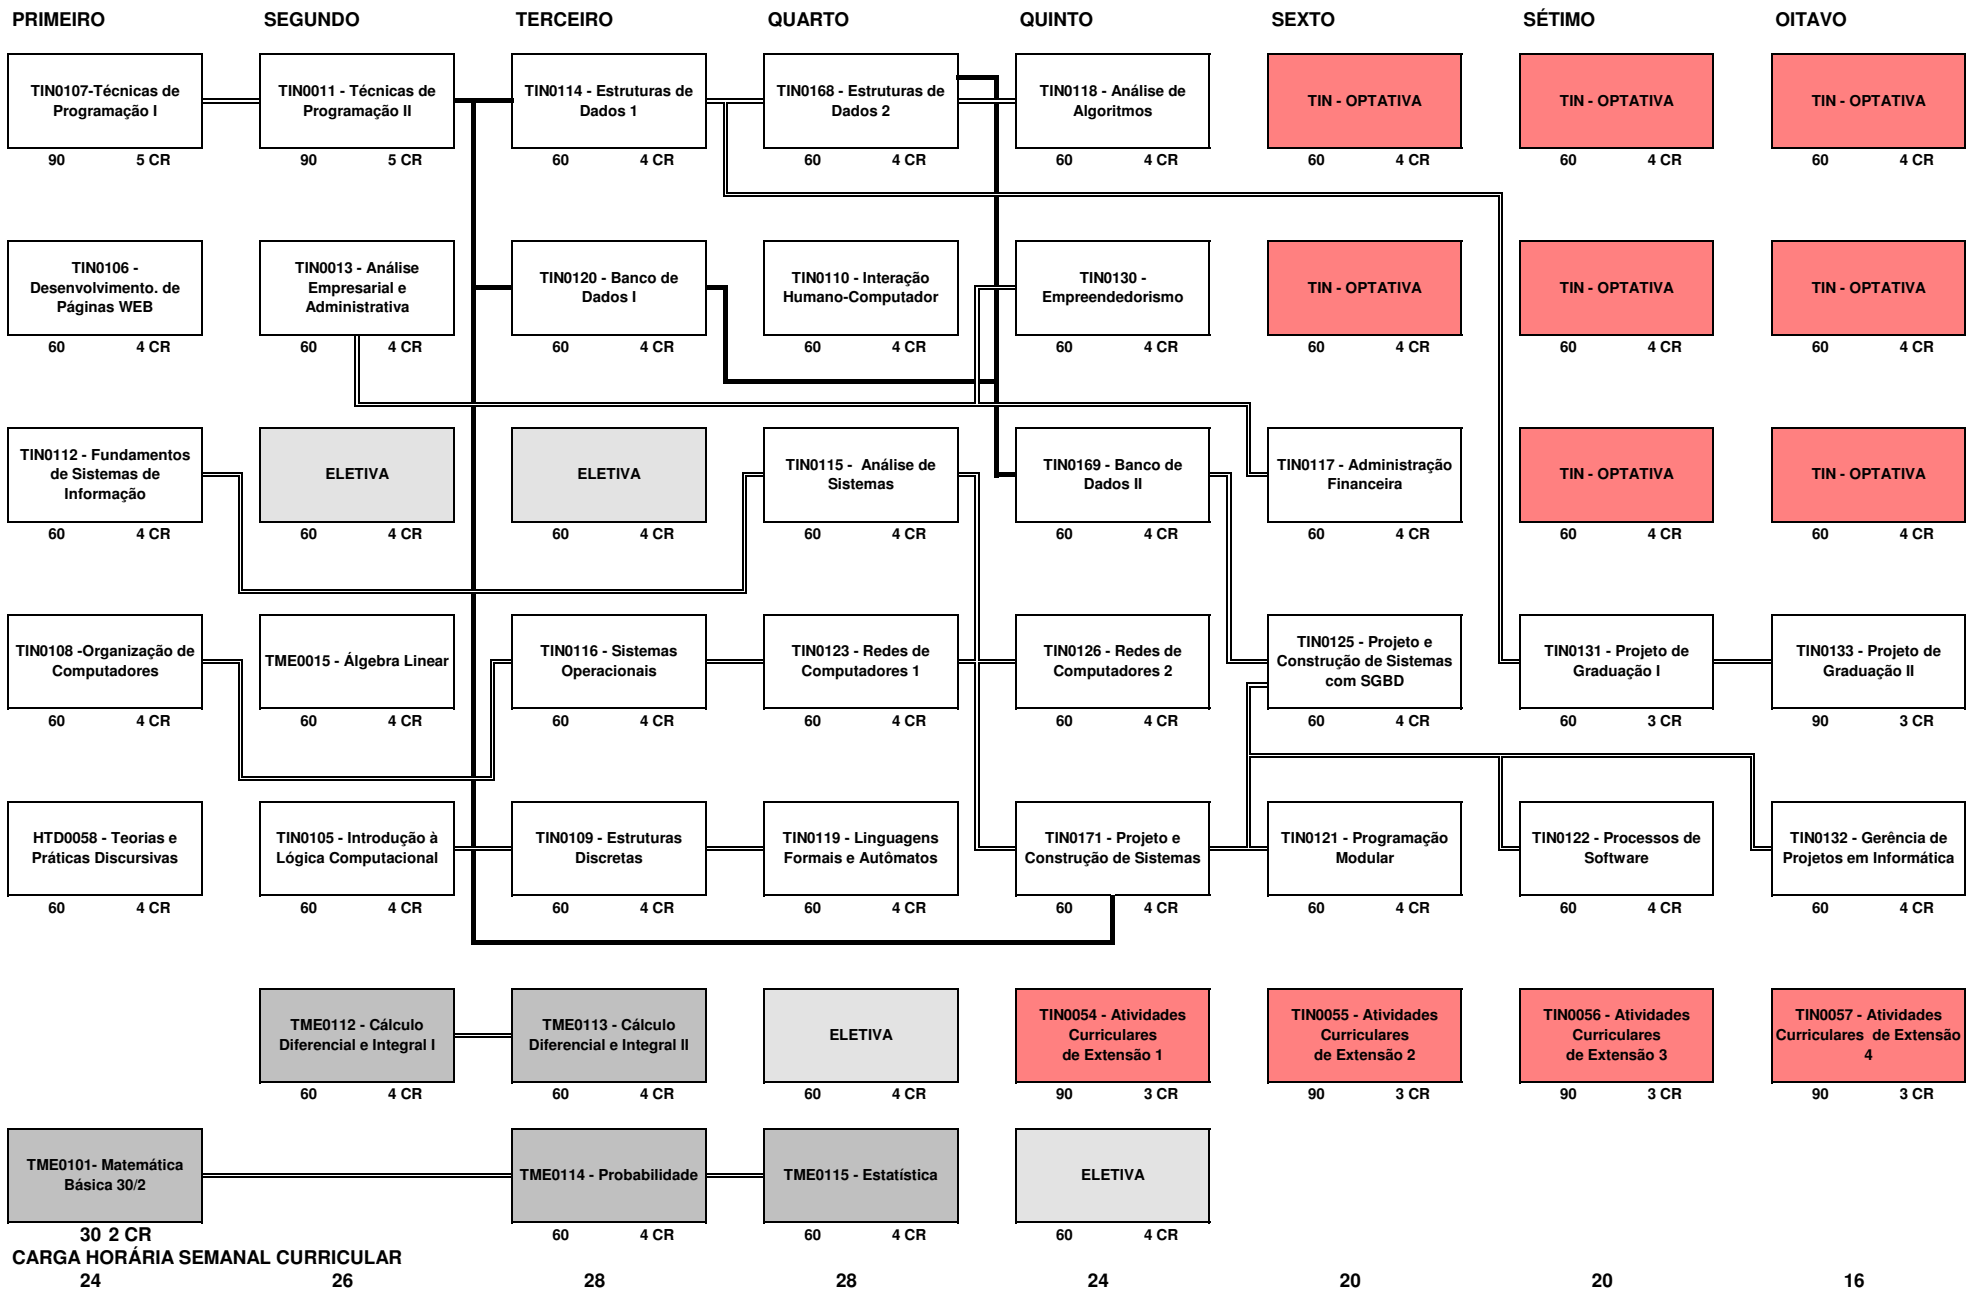 PRIMEIRO SEGUNDO TERCEIRO QUARTO QUINTO SEXTO SÉTIMO OITAVO
TIN0107-Técnicas de
Programação I
90 5 CR
TIN0011 - Técnicas de
Programação II
90 5 CR
TIN0114 - Estruturas de
Dados 1
60 4 CR
TIN0168 - Estruturas de
Dados 2
60 4 CR
TIN0118 - Análise de
Algoritmos
60 4 CR
TIN - OPTATIVA
60 4 CR
TIN - OPTATIVA
60 4 CR
TIN - OPTATIVA
60 4 CR
TIN0106 -
Desenvolvimento. de
Páginas WEB
60 4 CR
TIN0013 - Análise
Empresarial e
Administrativa
60 4 CR
TIN0120 - Banco de
Dados I
60 4 CR
TIN0110 - Interação
Humano-Computador
60 4 CR
TIN0130 -
Empreendedorismo
60 4 CR
TIN - OPTATIVA
60 4 CR
TIN - OPTATIVA
60 4 CR
TIN - OPTATIVA
60 4 CR
TIN0112 - Fundamentos
de Sistemas de
Informação
60 4 CR
ELETIVA
60 4 CR
ELETIVA
60 4 CR
TIN0115 - Análise de
Sistemas
60 4 CR
TIN0169 - Banco de
Dados II
60 4 CR
TIN0117 - Administração
Financeira
60 4 CR
TIN - OPTATIVA
60 4 CR
TIN - OPTATIVA
60 4 CR
TIN0108 -Organização de
Computadores
60 4 CR
TME0015 - Álgebra Linear
60 4 CR
TIN0116 - Sistemas
Operacionais
60 4 CR
TIN0123 - Redes de
Computadores 1
60 4 CR
TIN0126 - Redes de
Computadores 2
60 4 CR
TIN0125 - Projeto e
Construção de Sistemas
com SGBD
60 4 CR
TIN0131 - Projeto de
Graduação I
60 3 CR
TIN0133 - Projeto de
Graduação II
90 3 CR
HTD0058 - Teorias e
Práticas Discursivas
60 4 CR
TIN0105 - Introdução à
Lógica Computacional
60 4 CR
TIN0109 - Estruturas
Discretas
60 4 CR
TIN0119 - Linguagens
Formais e Autômatos
60 4 CR
TIN0171 - Projeto e
Construção de Sistemas
60 4 CR
TIN0121 - Programação
Modular
60 4 CR
TIN0122 - Processos de
Software
60 4 CR
TIN0132 - Gerência de
Projetos em Informática
60 4 CR
TME0112 - Cálculo
Diferencial e Integral I
60 4 CR
TME0113 - Cálculo
Diferencial e Integral II
60 4 CR
ELETIVA
60 4 CR
TIN0054 - Atividades
Curriculares
de Extensão 1
90 3 CR
TIN0055 - Atividades
Curriculares
de Extensão 2
90 3 CR
TIN0056 - Atividades
Curriculares
de Extensão 3
90 3 CR
TIN0057 - Atividades
Curriculares de Extensão
4
90 3 CR
TME0101- Matemática
Básica 30/2
30 2 CR
TME0114 - Probabilidade
60 4 CR
TME0115 - Estatística
60 4 CR
ELETIVA
60 4 CR
CARGA HORÁRIA SEMANAL CURRICULAR
24 26 28 28 24 20 20 16